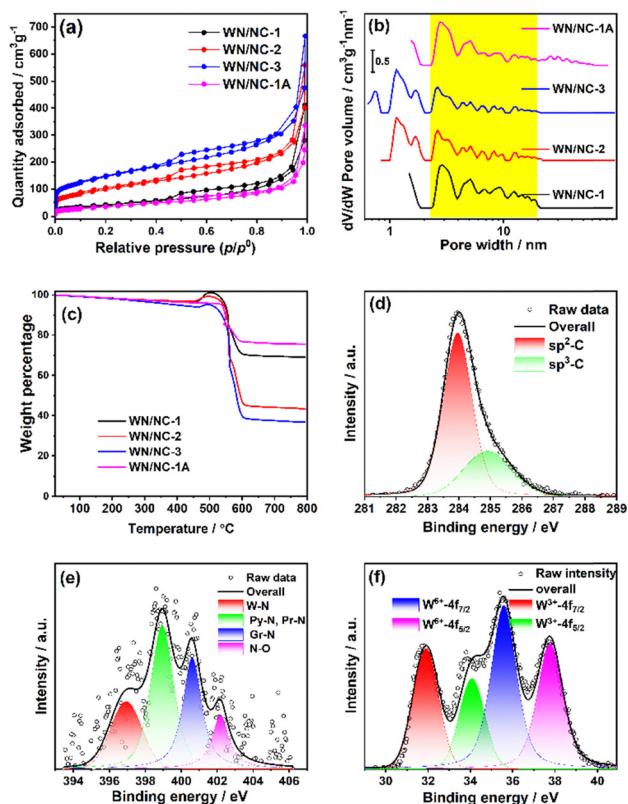 (a)
WN/NC-1
WN/NC-2
WN/NC-3
WN/NC-1A
Quantity adsorbed / cm³g⁻¹
700
600
500
400
300
200
100
0
0.0 0.2 0.4 0.6 0.8 1.0
Relative pressure (p/p⁰)
(b)
dV/dW Pore volume / cm³g⁻¹nm⁻¹
0.5
WN/NC-1A
WN/NC-3
WN/NC-2
WN/NC-1
1 10
Pore width / nm
(c)
Weight percentage
100
80
60
40
20
0
WN/NC-1
WN/NC-2
WN/NC-3
WN/NC-1A
0 100 200 300 400 500 600 700 800
Temperature / °C
(d)
Raw data
Overall
sp²-C
sp³-C
Intensity / a.u.
281 282 283 284 285 286 287 288 289
Binding energy / eV
(e)
Raw data
Overall
W-N
Py-N, Pr-N
Gr-N
N-O
Intensity / a.u.
394 396 398 400 402 404 406
Binding energy / eV
(f)
Raw intensity
overall
W⁶⁺-4f7/2
W³⁺-4f7/2
W⁶⁺-4f5/2
W³⁺-4f5/2
Intensity / a.u.
30 32 34 36 38 40
Binding energy / eV